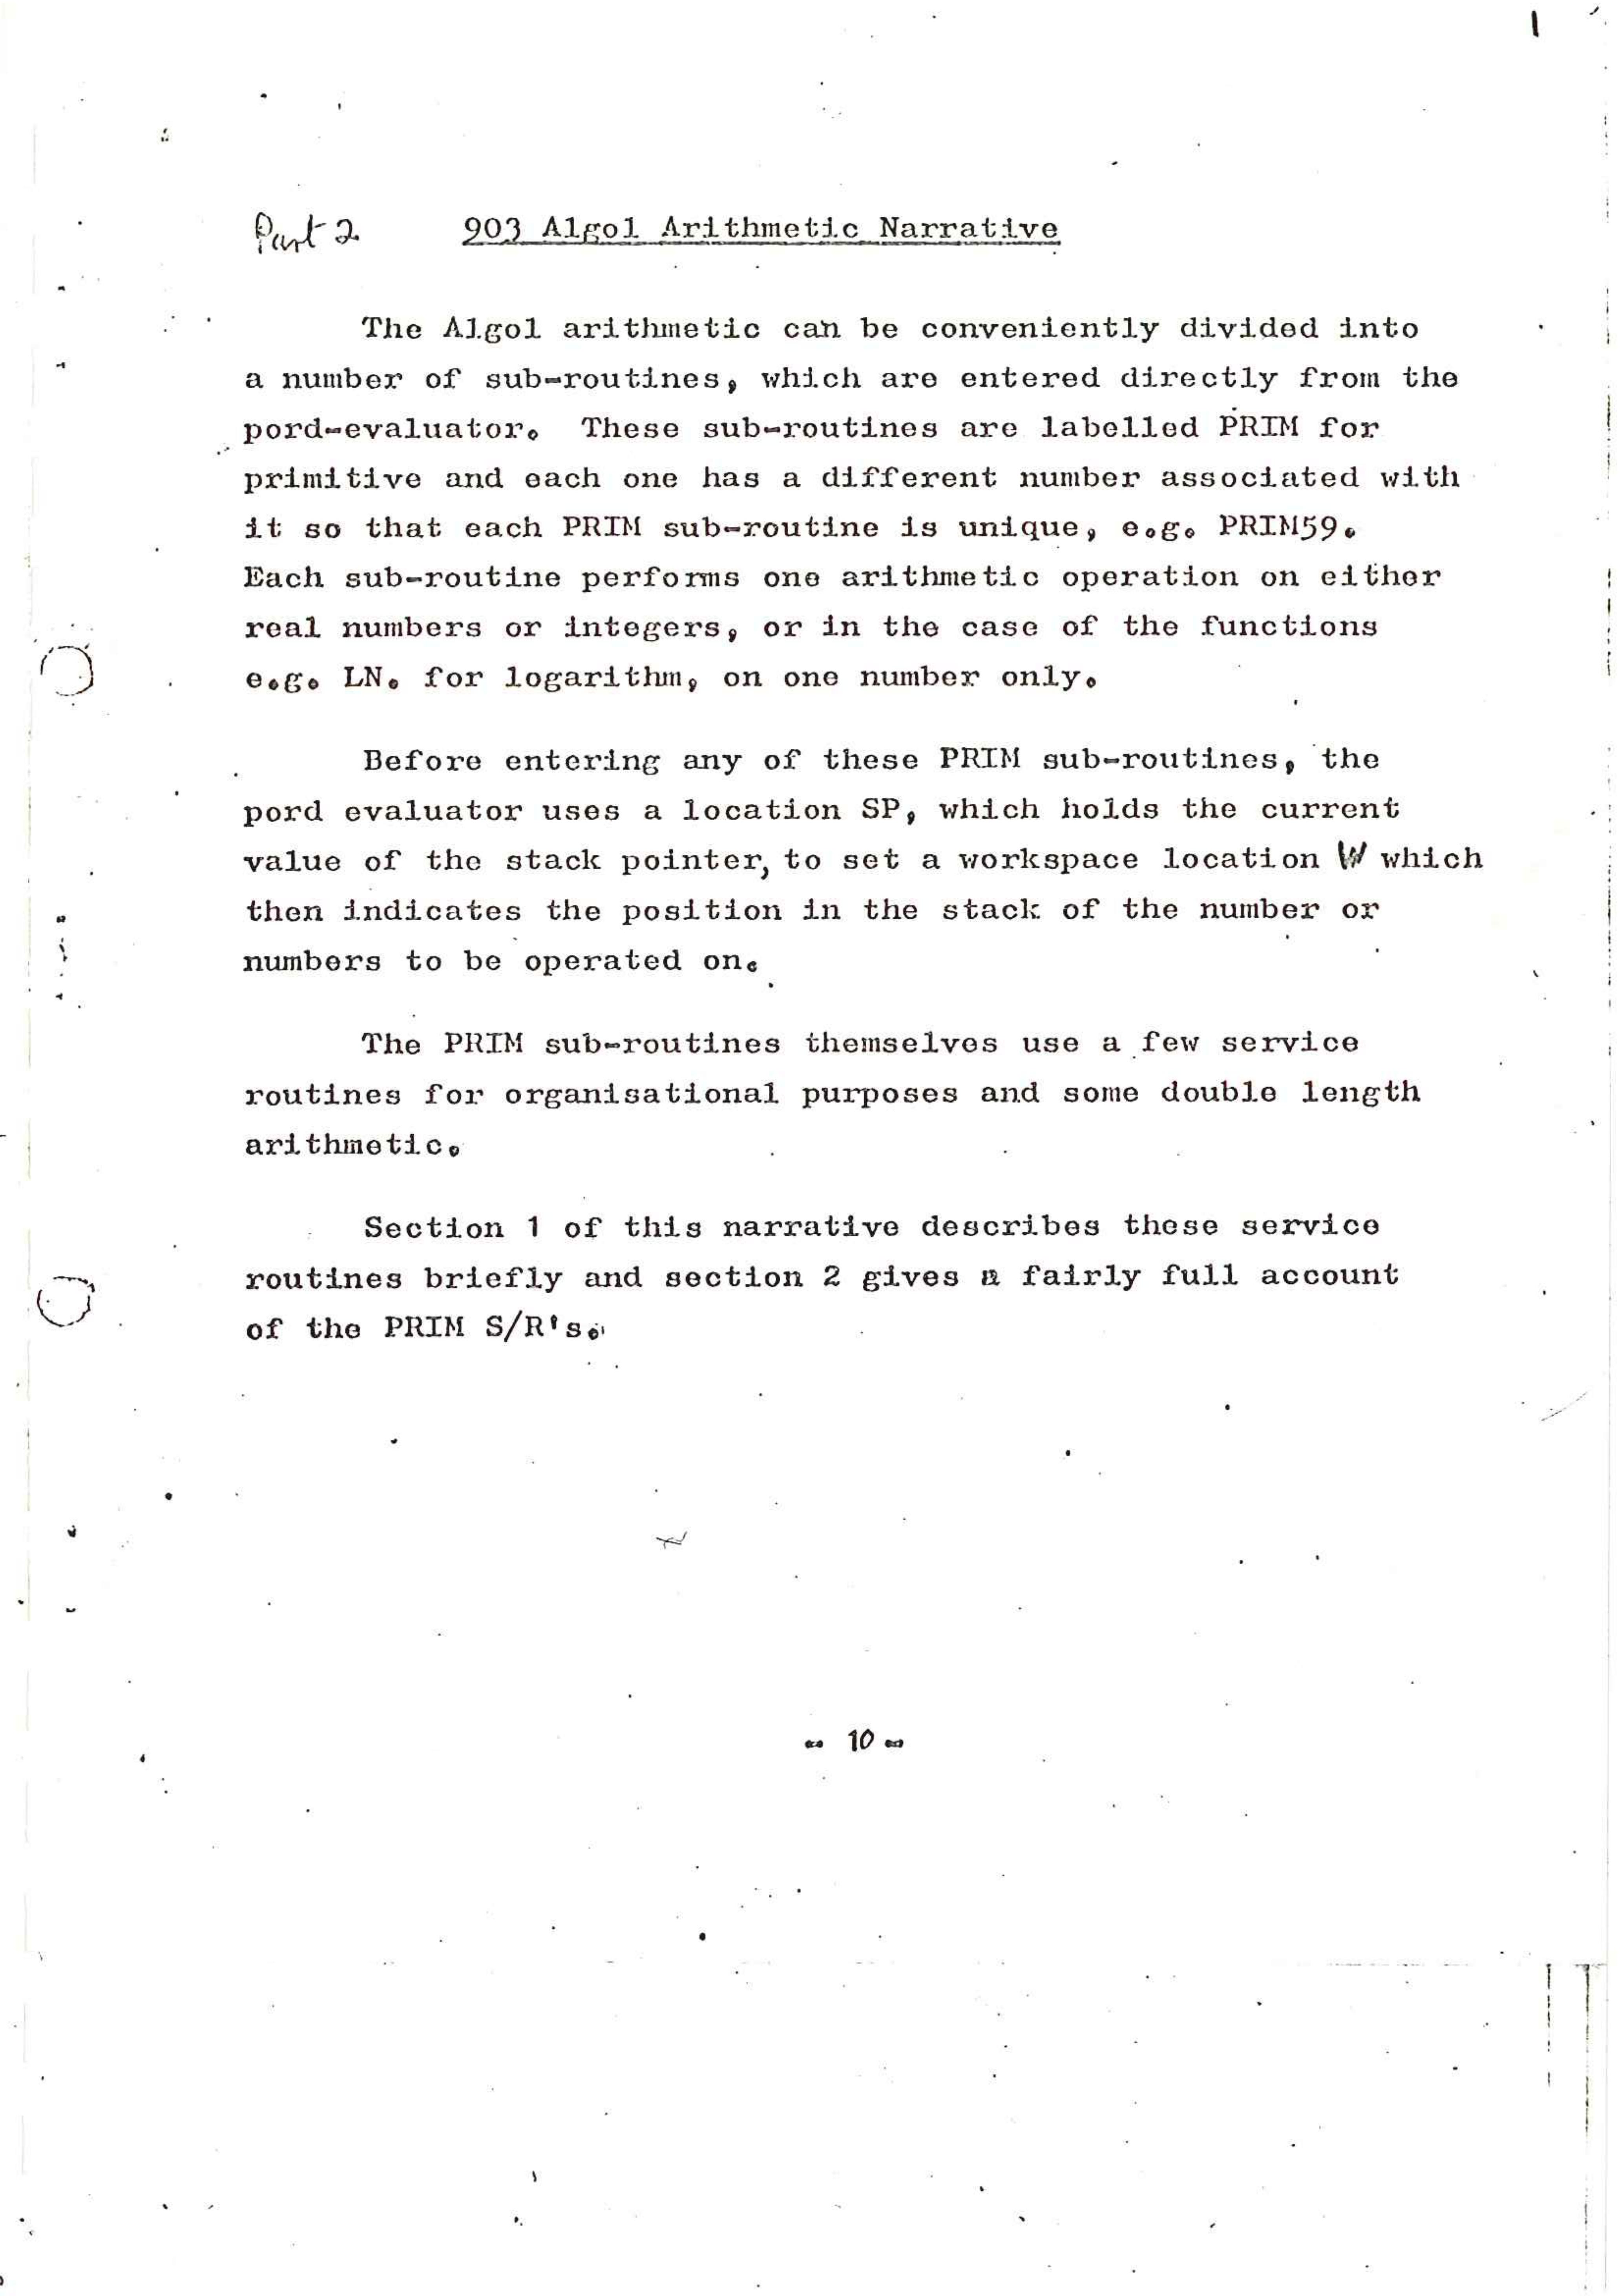 1
Part 2 903 Algol Arithmetic Narrative
The Algol arithmetic can be conveniently divided into
a number of sub-routines, which are entered directly from the
pord-evaluator. These sub-routines are labelled PRIM for
primitive and each one has a different number associated with
it so that each PRIM sub-routine is unique, e.g. PRIM59.
Each sub-routine performs one arithmetic operation on either
real numbers or integers, or in the case of the functions
e.g. LN. for logarithm, on one number only.
Before entering any of these PRIM sub-routines, the
pord evaluator uses a location SP, which holds the current
value of the stack pointer, to set a workspace location W which
then indicates the position in the stack of the number or
numbers to be operated on.
The PRIM sub-routines themselves use a few service
routines for organisational purposes and some double length
arithmetic.
Section 1 of this narrative describes these service
routines briefly and section 2 gives a fairly full account
of the PRIM S/R's.
- 10 -